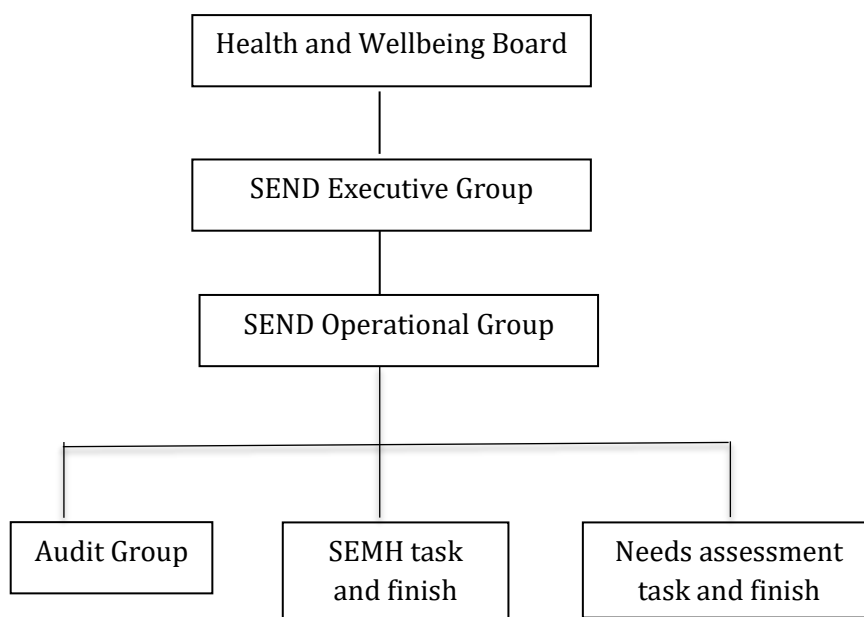 Health and Wellbeing Board
SEND Executive Group
SEND Operational Group
Audit Group
SEMH task
and finish
Needs assessment
task and finish